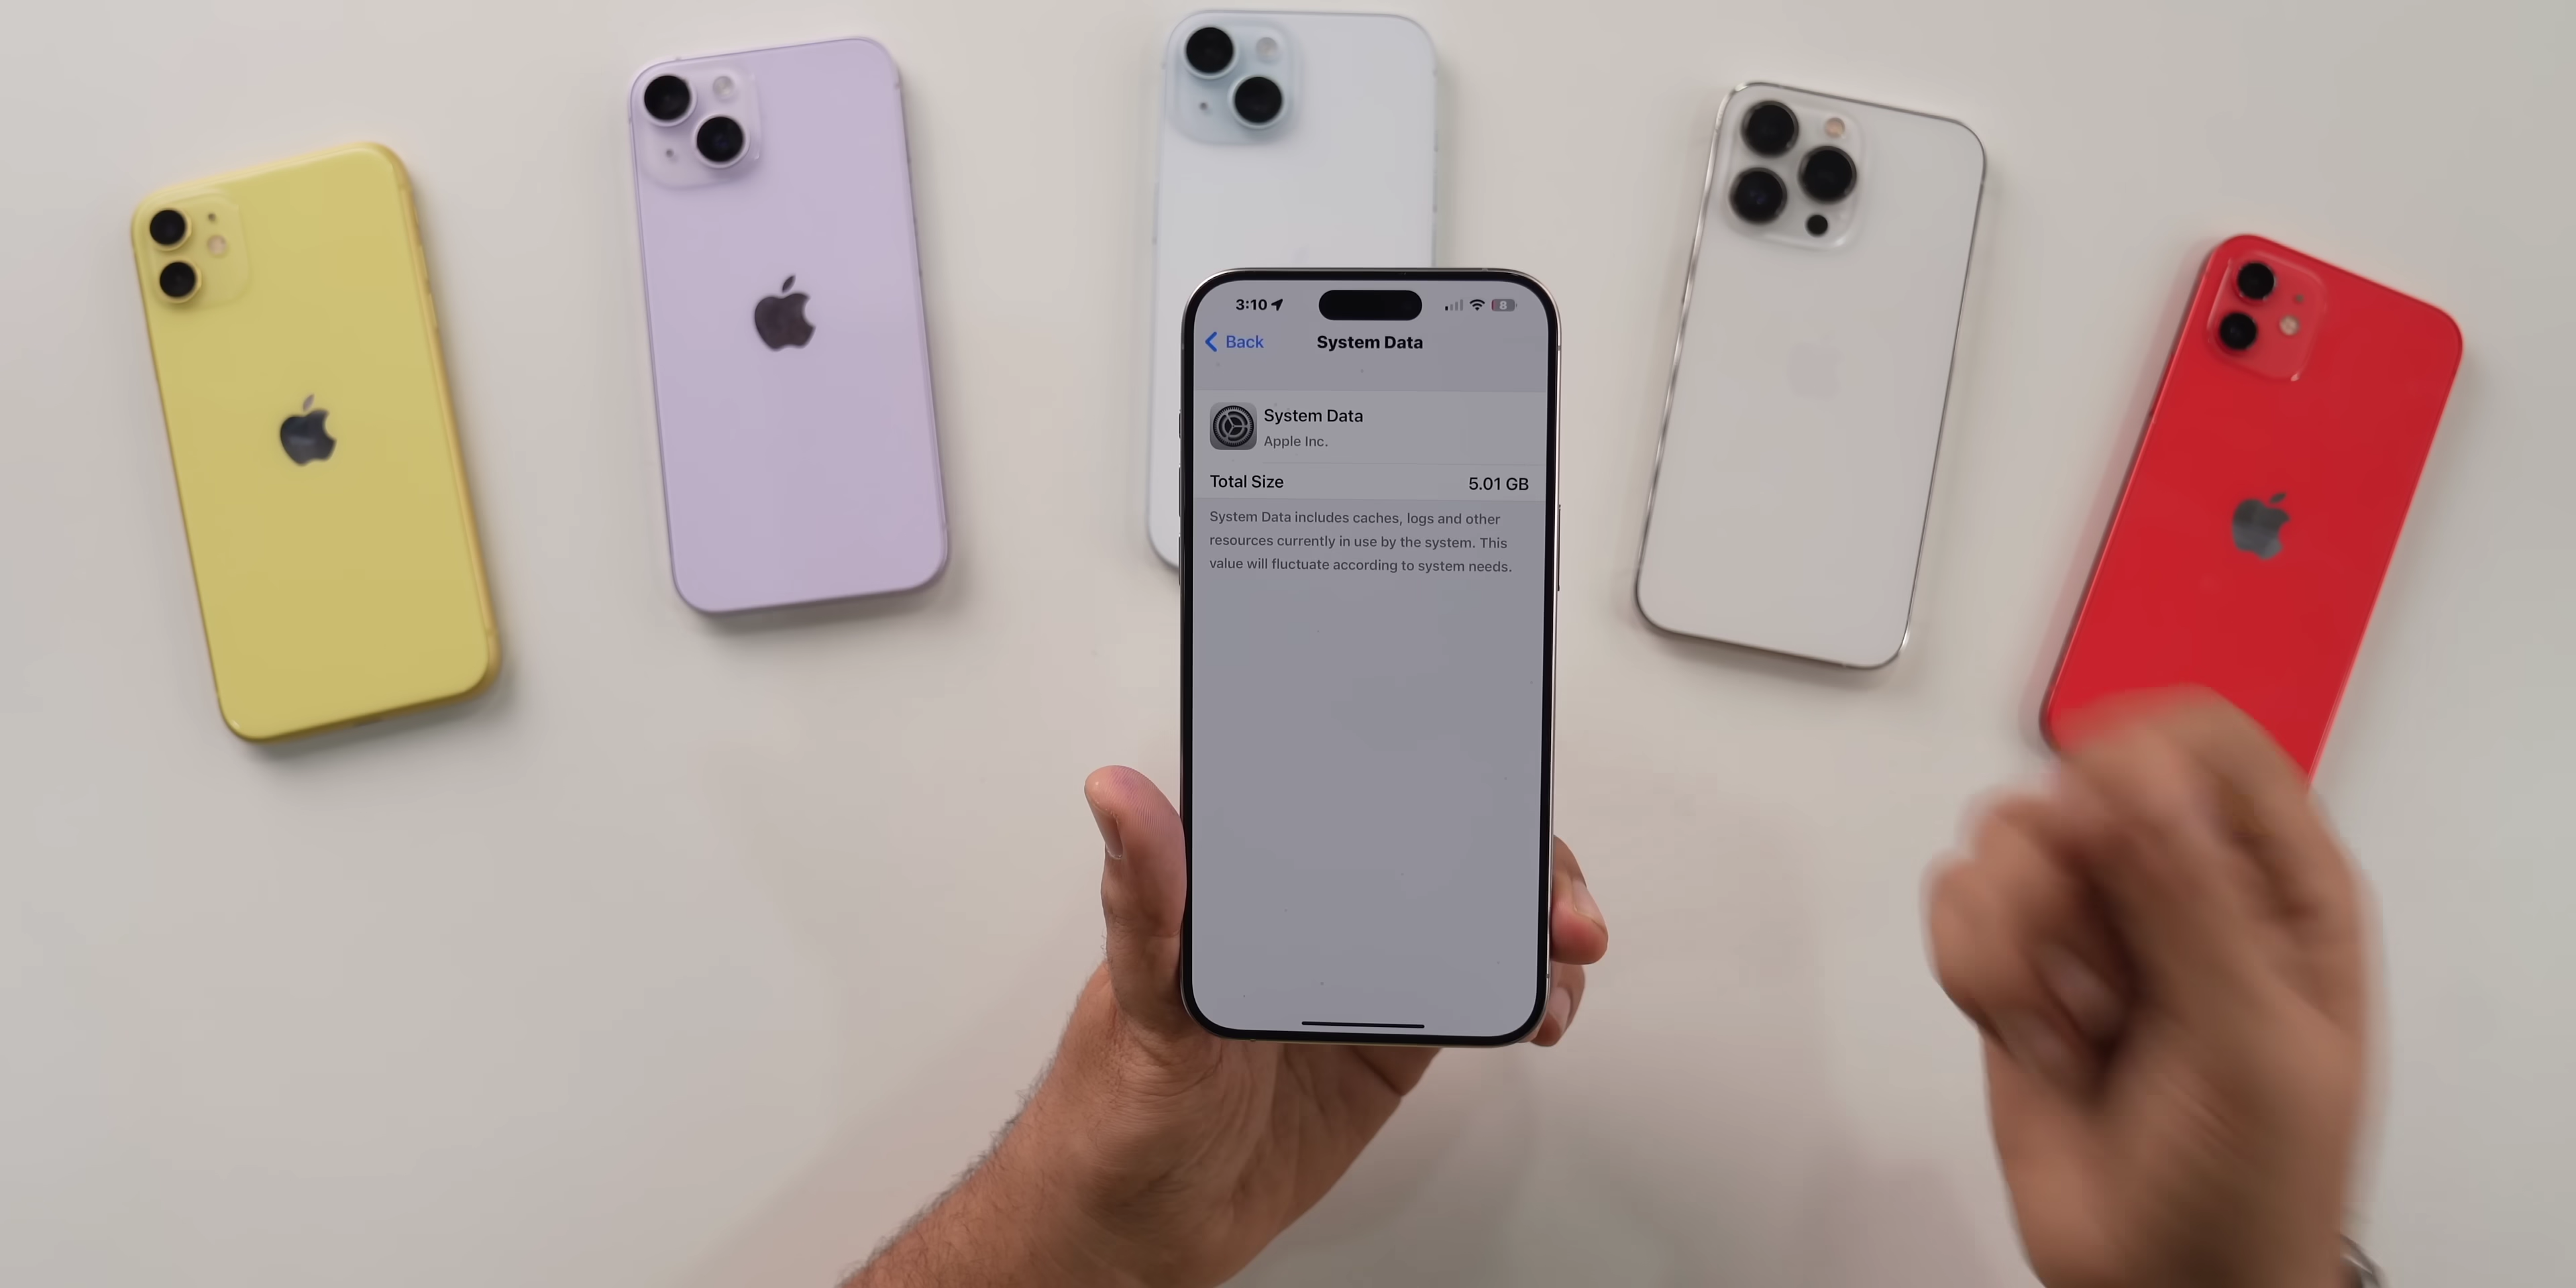 3:10
8
Back
System Data
System Data
Apple Inc.
Total Size
5.01 GB
System Data includes caches, logs and other
resources currently in use by the system. This
value will fluctuate according to system needs.